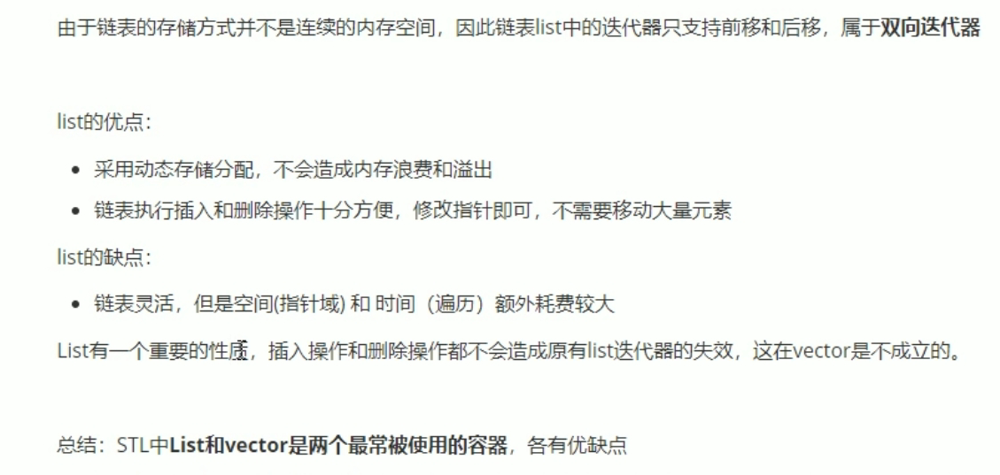 由于链表的存储方式并不是连续的内存空间，因此链表list中的迭代器只支持前移和后移，属于双向迭代器
list的优点：
采用动态存储分配，不会造成内存浪费和溢出
链表执行插入和删除操作十分方便，修改指针即可，不需要移动大量元素
list的缺点：
链表灵活，但是空间(指针域) 和 时间（遍历）额外耗费较大
List有一个重要的性质，插入操作和删除操作都不会造成原有list迭代器的失效，这在vector是不成立的。
总结：STL中List和vector是两个最常被使用的容器，各有优缺点